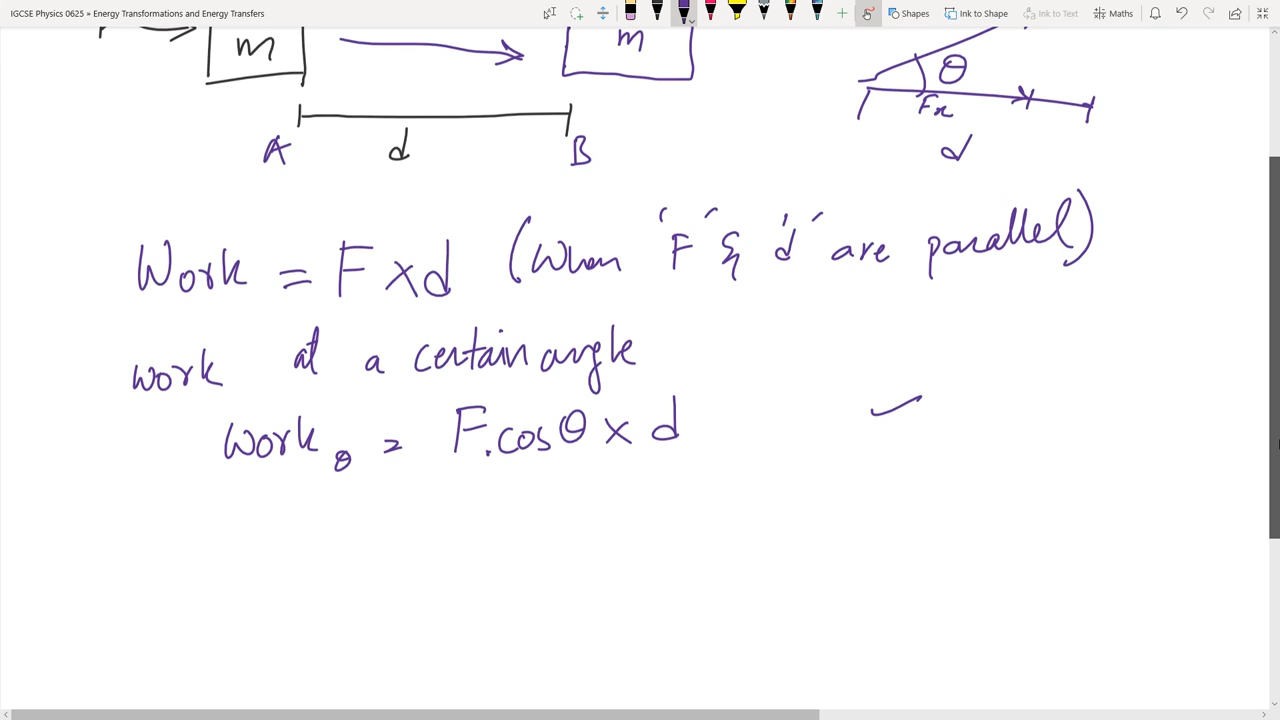 IGCSE Physics 0625 » Energy Transformations and Energy Transfers
Shapes Ink to Shape Ink to Text Maths
m m θ
Fx
A d B d
Work = F × d (When 'F' & 'd' are parallel)
work at a certain angle
Work θ = F.cosθ × d